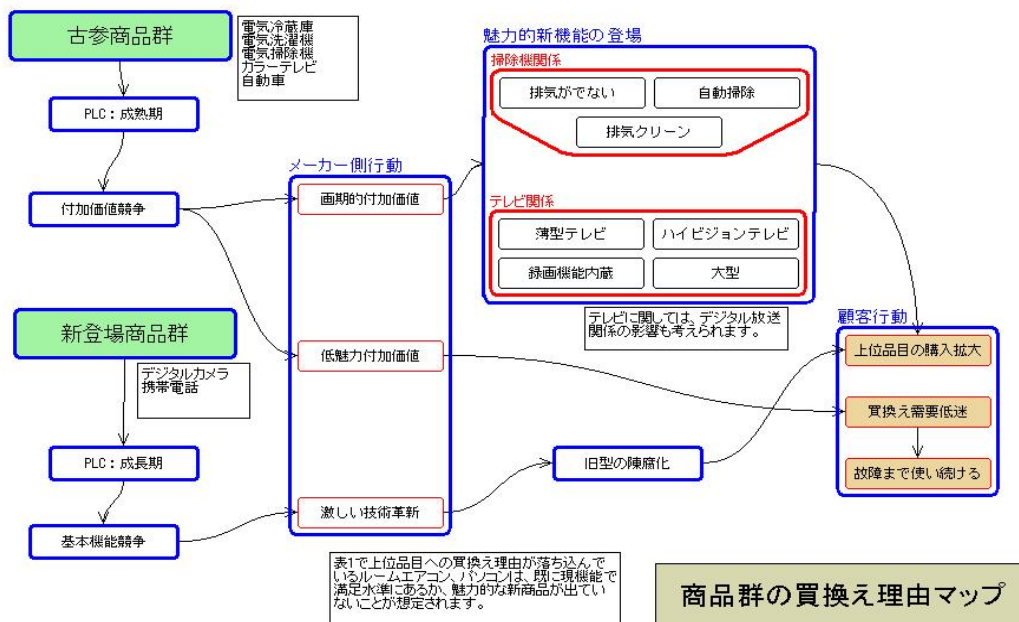 古参商品群
電気冷蔵庫
電気洗濯機
電気掃除機
カラーテレビ
自動車
PLC：成熟期
付加価値競争
新登場商品群
デジタルカメラ
携帯電話
PLC：成長期
基本機能競争
メーカー側行動
画期的付加価値
低魅力付加価値
激しい技術革新
魅力的新機能の登場
掃除機関係
排気がでない
自動掃除
排気クリーン
テレビ関係
薄型テレビ
ハイビジョンテレビ
録画機能内蔵
大型
テレビに関しては、デジタル放送
関係の影響も考えられます。
旧型の陳腐化
顧客行動
上位品目の購入拡大
買換え需要低迷
故障まで使い続ける
表1で上位品目への買換え理由が落ち込んで
いるルームエアコン、パソコンは、既に現機能で
満足水準にあるか、魅力的な新商品が出てい
ないことが想定されます。
商品群の買換え理由マップ